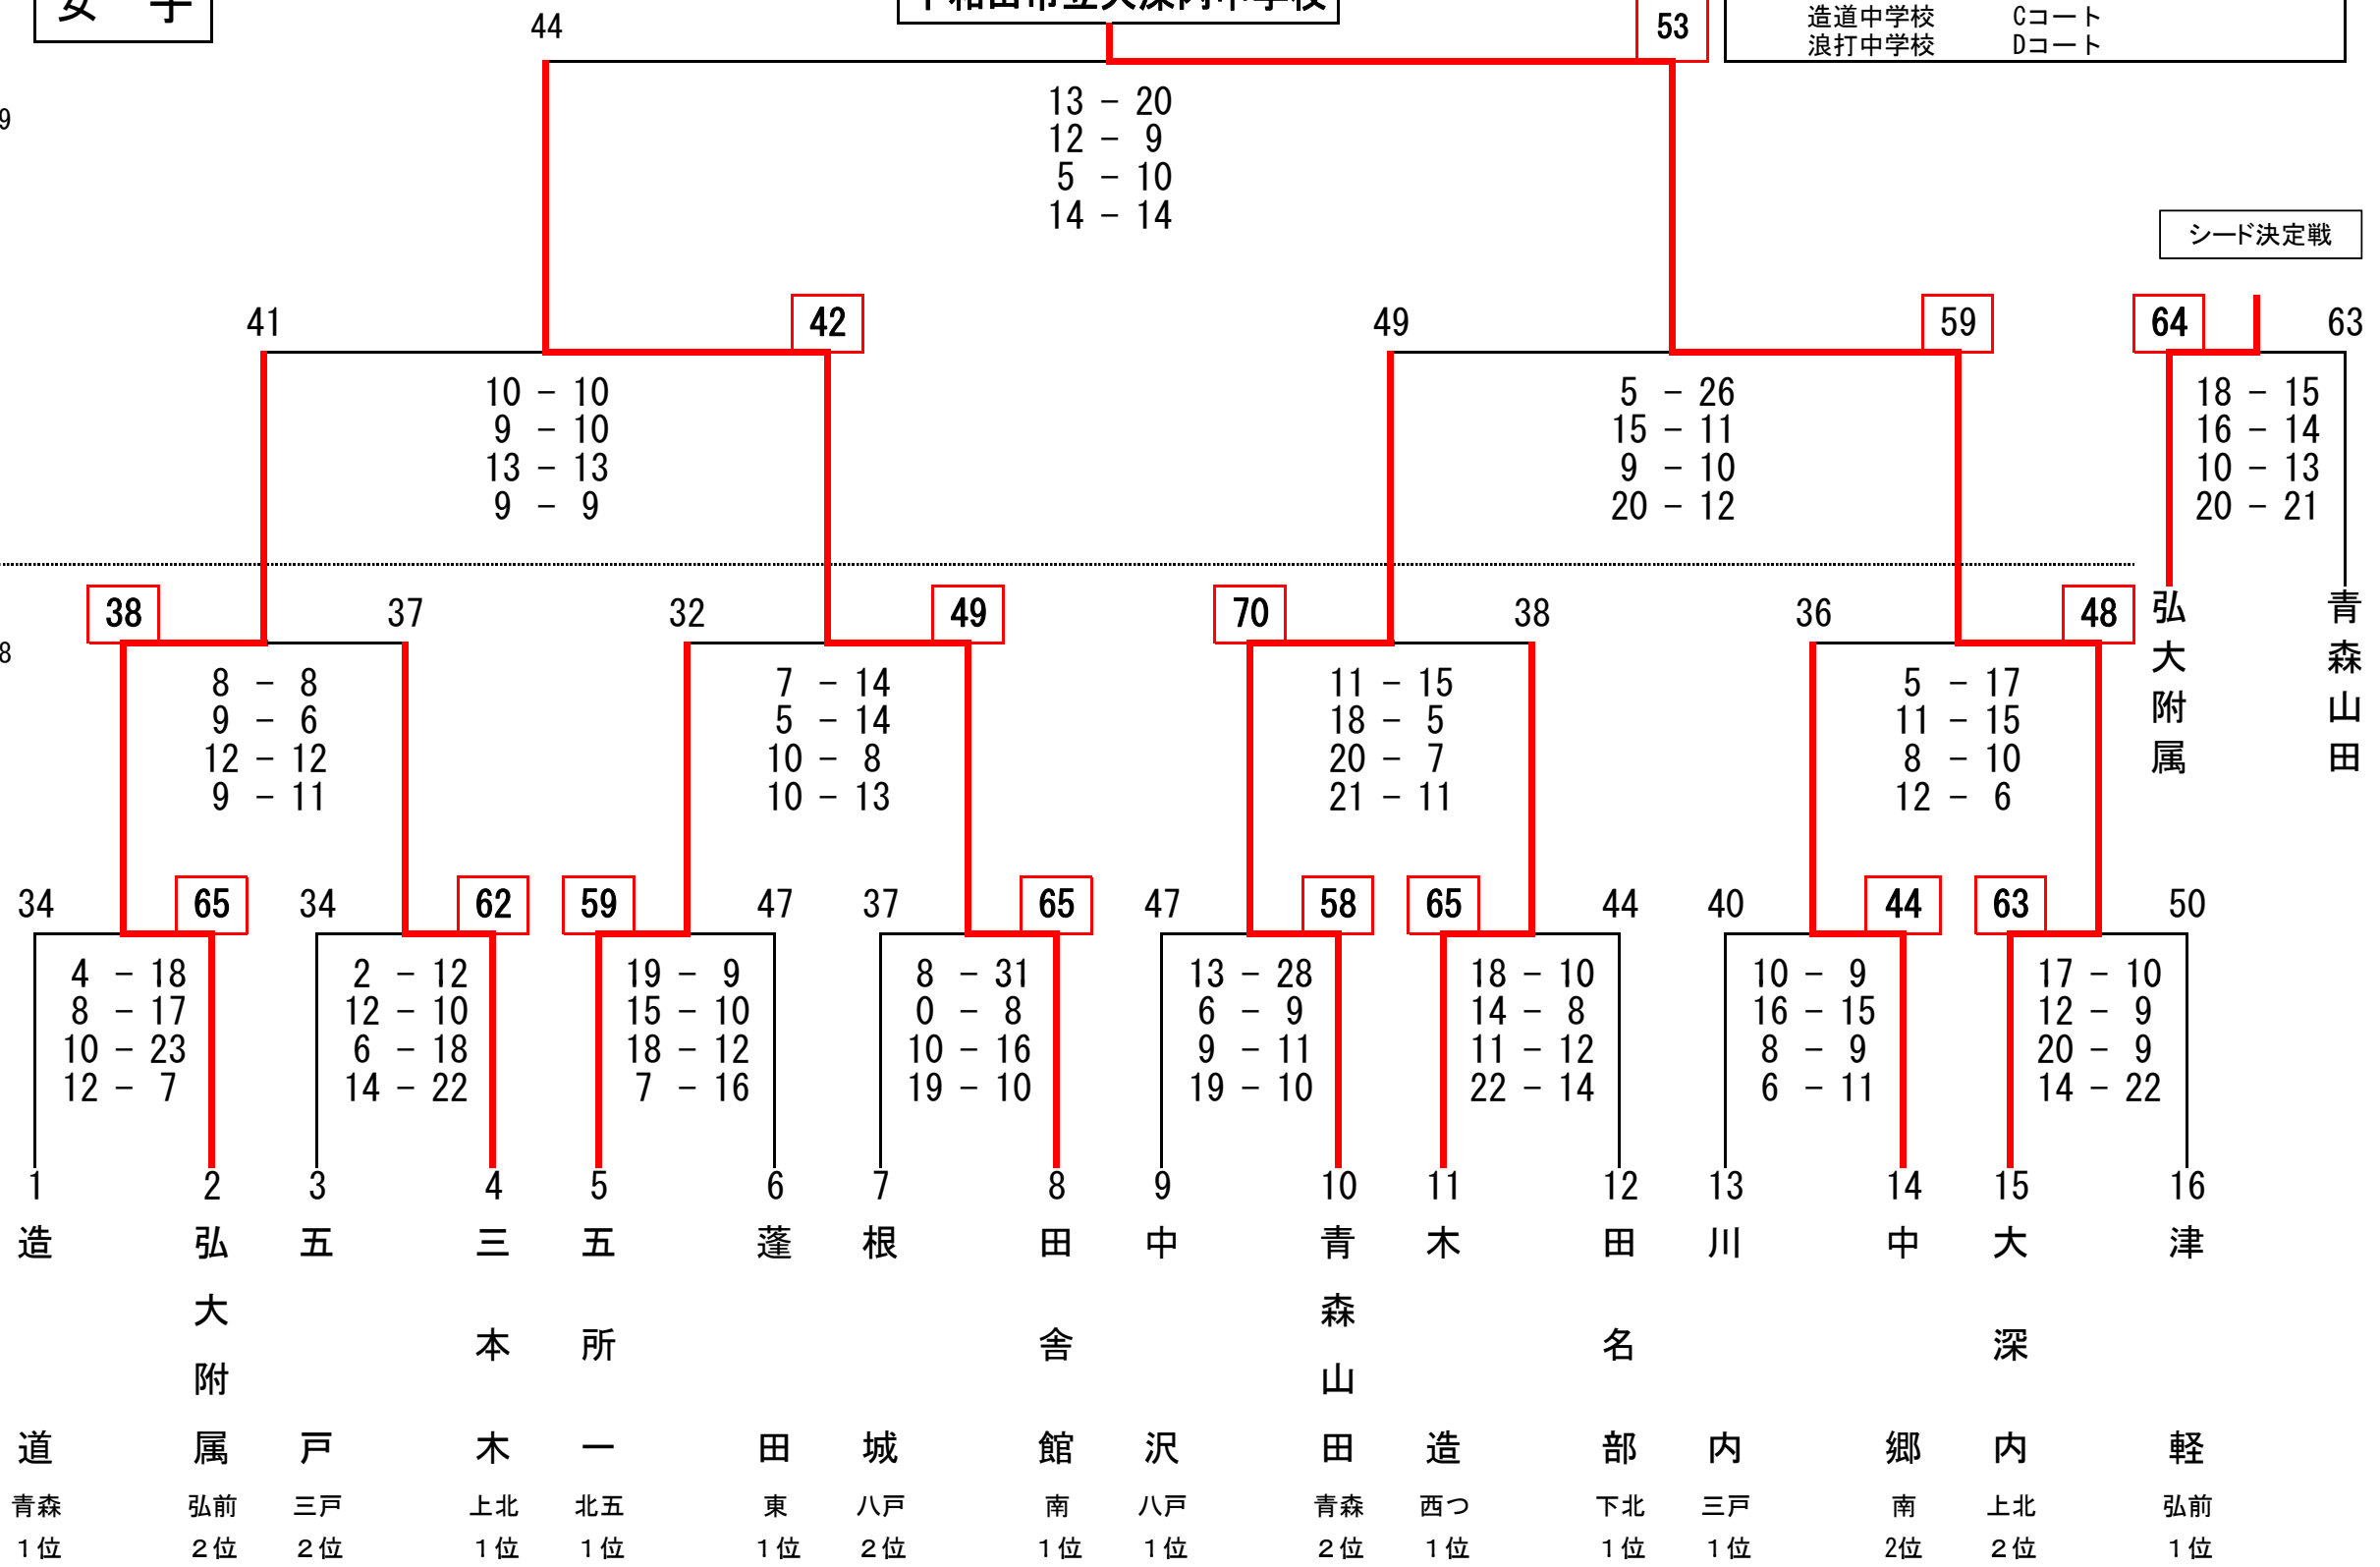 女 子
十和田市立大深内中学校
造道中学校 Cコート
浪打中学校 Dコート
44
53
9
13 - 20
12 - 9
5 - 10
14 - 14
シード決定戦
41
42
49
59
64
63
10 - 10
9 - 10
13 - 13
9 - 9
5 - 26
15 - 11
9 - 10
20 - 12
18 - 15
16 - 14
10 - 13
20 - 21
弘大附属
青森山田
8
38
37
32
49
70
38
36
48
8 - 8
9 - 6
12 - 12
9 - 11
7 - 14
5 - 14
10 - 8
10 - 13
11 - 15
18 - 5
20 - 7
21 - 11
5 - 17
11 - 15
8 - 10
12 - 6
34
65
34
62
59
47
37
65
47
58
65
44
40
44
63
50
4 - 18
8 - 17
10 - 23
12 - 7
2 - 12
12 - 10
6 - 18
14 - 22
19 - 9
15 - 10
18 - 12
7 - 16
8 - 31
0 - 8
10 - 16
19 - 10
13 - 28
6 - 9
9 - 11
19 - 10
18 - 10
14 - 8
11 - 12
22 - 14
10 - 9
16 - 15
8 - 9
6 - 11
17 - 10
12 - 9
20 - 9
14 - 22
1
2
3
4
5
6
7
8
9
10
11
12
13
14
15
16
造道
弘大附属
五戸
三本木
五所一
蓬田
根城
田舎館
中沢
青森山田
木造
田名部
川内
中郷
大深内
津軽
青森
弘前
三戸
上北
北五
東
八戸
南
八戸
青森
西つ
下北
三戸
南
上北
弘前
1位
2位
2位
1位
1位
1位
2位
1位
1位
2位
1位
1位
1位
2位
2位
1位